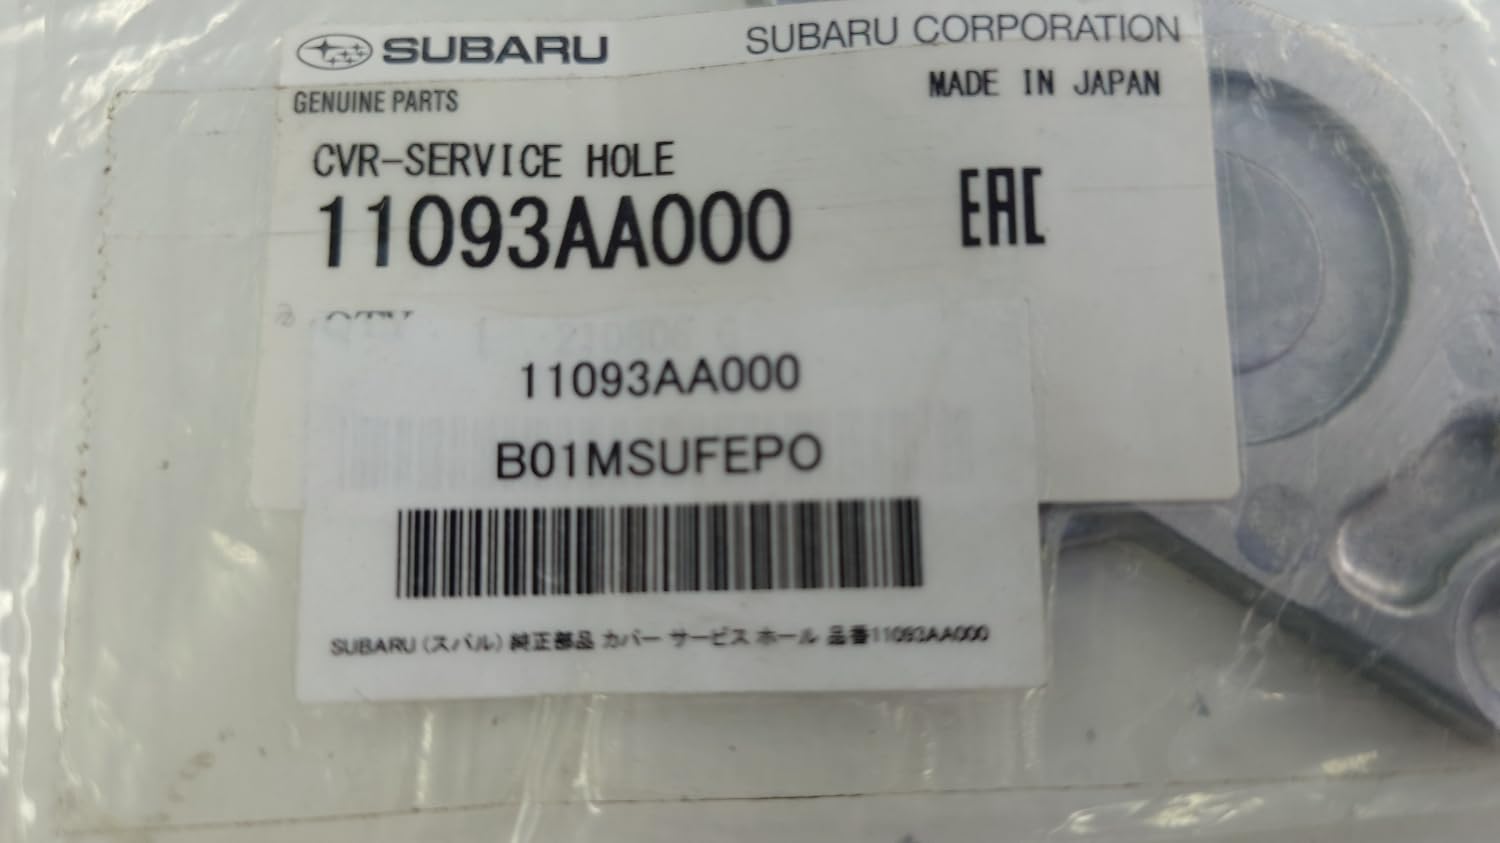 SUBARU SUBARU CORPORATION
GENUINE PARTS MADE IN JAPAN
CVR-SERVICE HOLE
11093AA000 EAC
QTY
11093AA000
B01MSUFEPO
SUBARU (スバル) 純正部品 カバー サービス ホール 品番11093AA000